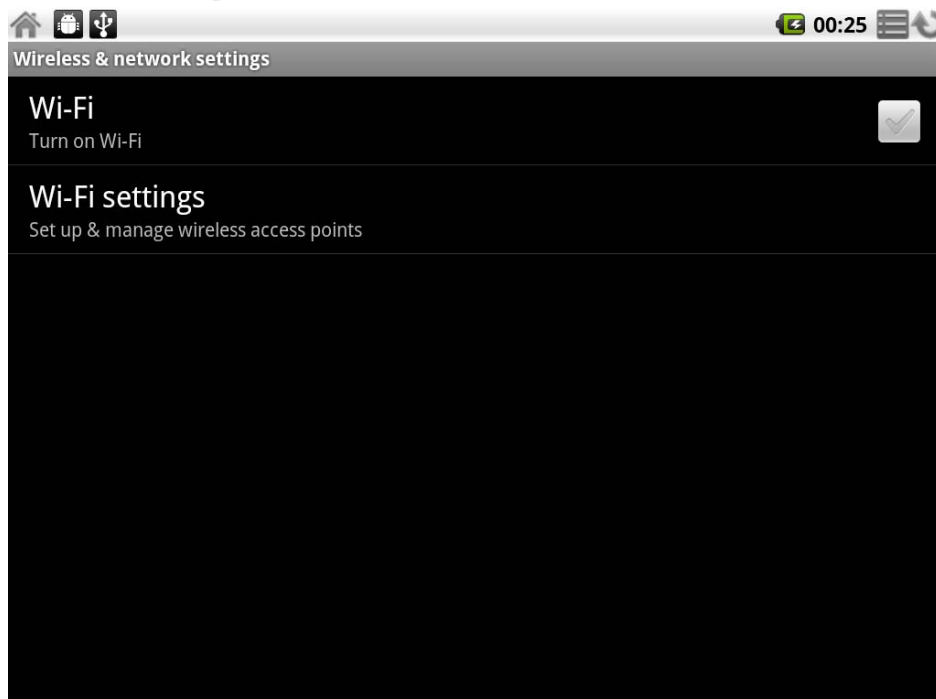 00:25
Wireless & network settings
Wi-Fi
Turn on Wi-Fi
Wi-Fi settings
Set up & manage wireless access points